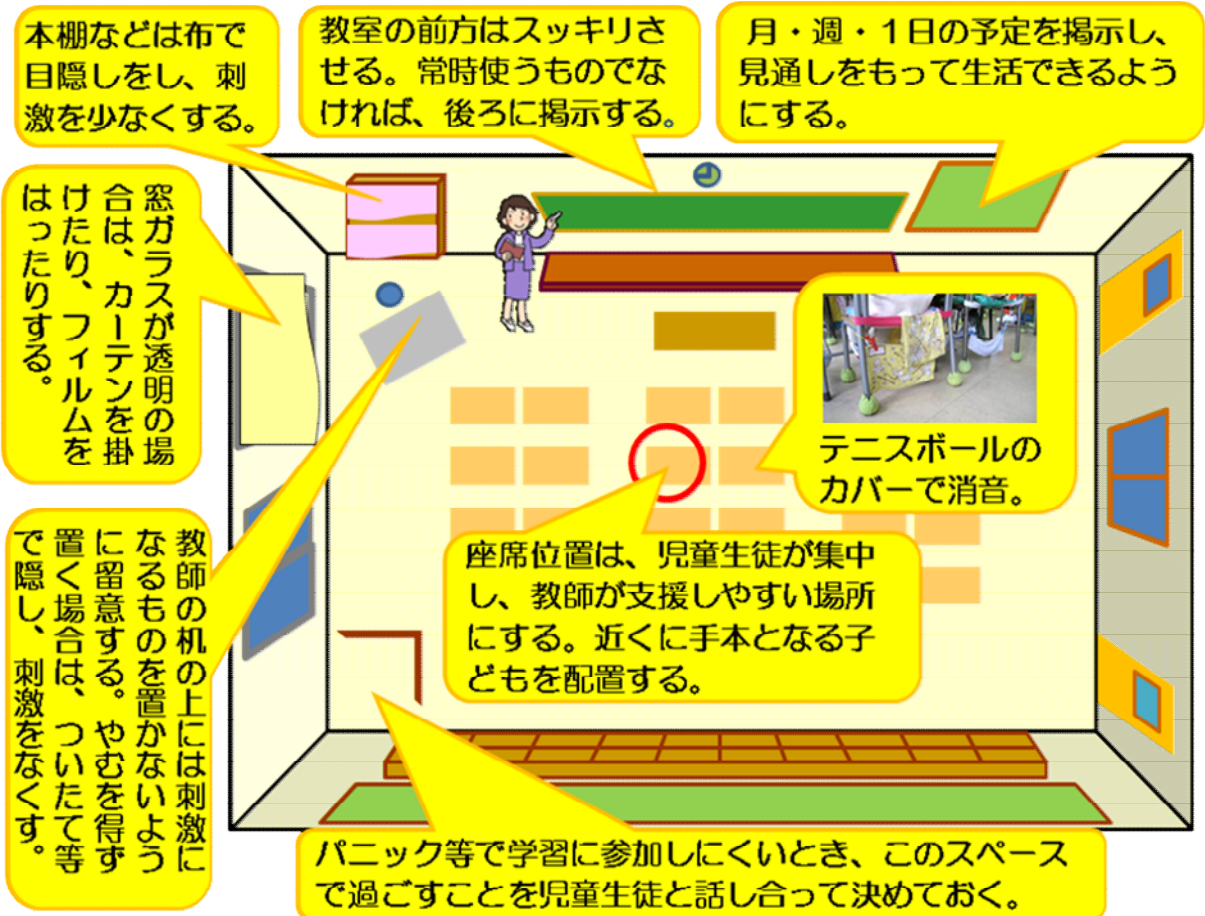 本棚などは布で
目隠しをし、刺
激を少なくする。
教室の前方はスッキリさ
せる。常時使うものでな
ければ、後ろに掲示する。
月・週・１日の予定を掲示し、
見通しをもって生活できるよう
にする。
窓ガラスが透明の場
合は、カーテンを掛
けたり、フィルムを
はったりする。
テニスボールの
カバーで消音。
教師の机の上には刺激に
なるものを置かないよう
に留意する。やむを得ず
置く場合は、ついたて等
で隠し、刺激をなくす。
座席位置は、児童生徒が集中
し、教師が支援しやすい場所
にする。近くに手本となる子
どもを配置する。
パニック等で学習に参加しにくいとき、このスペース
で過ごすことを児童生徒と話し合って決めておく。